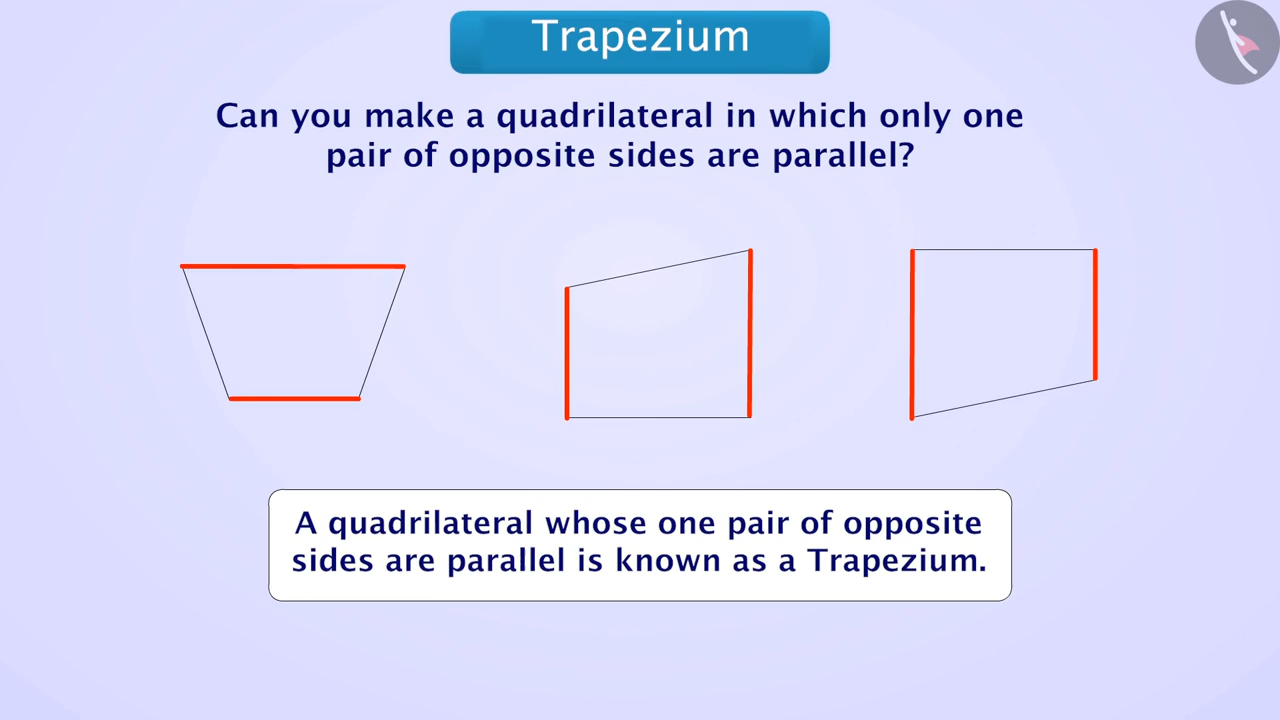 Trapezium
Can you make a quadrilateral in which only one
pair of opposite sides are parallel?
A quadrilateral whose one pair of opposite
sides are parallel is known as a Trapezium.